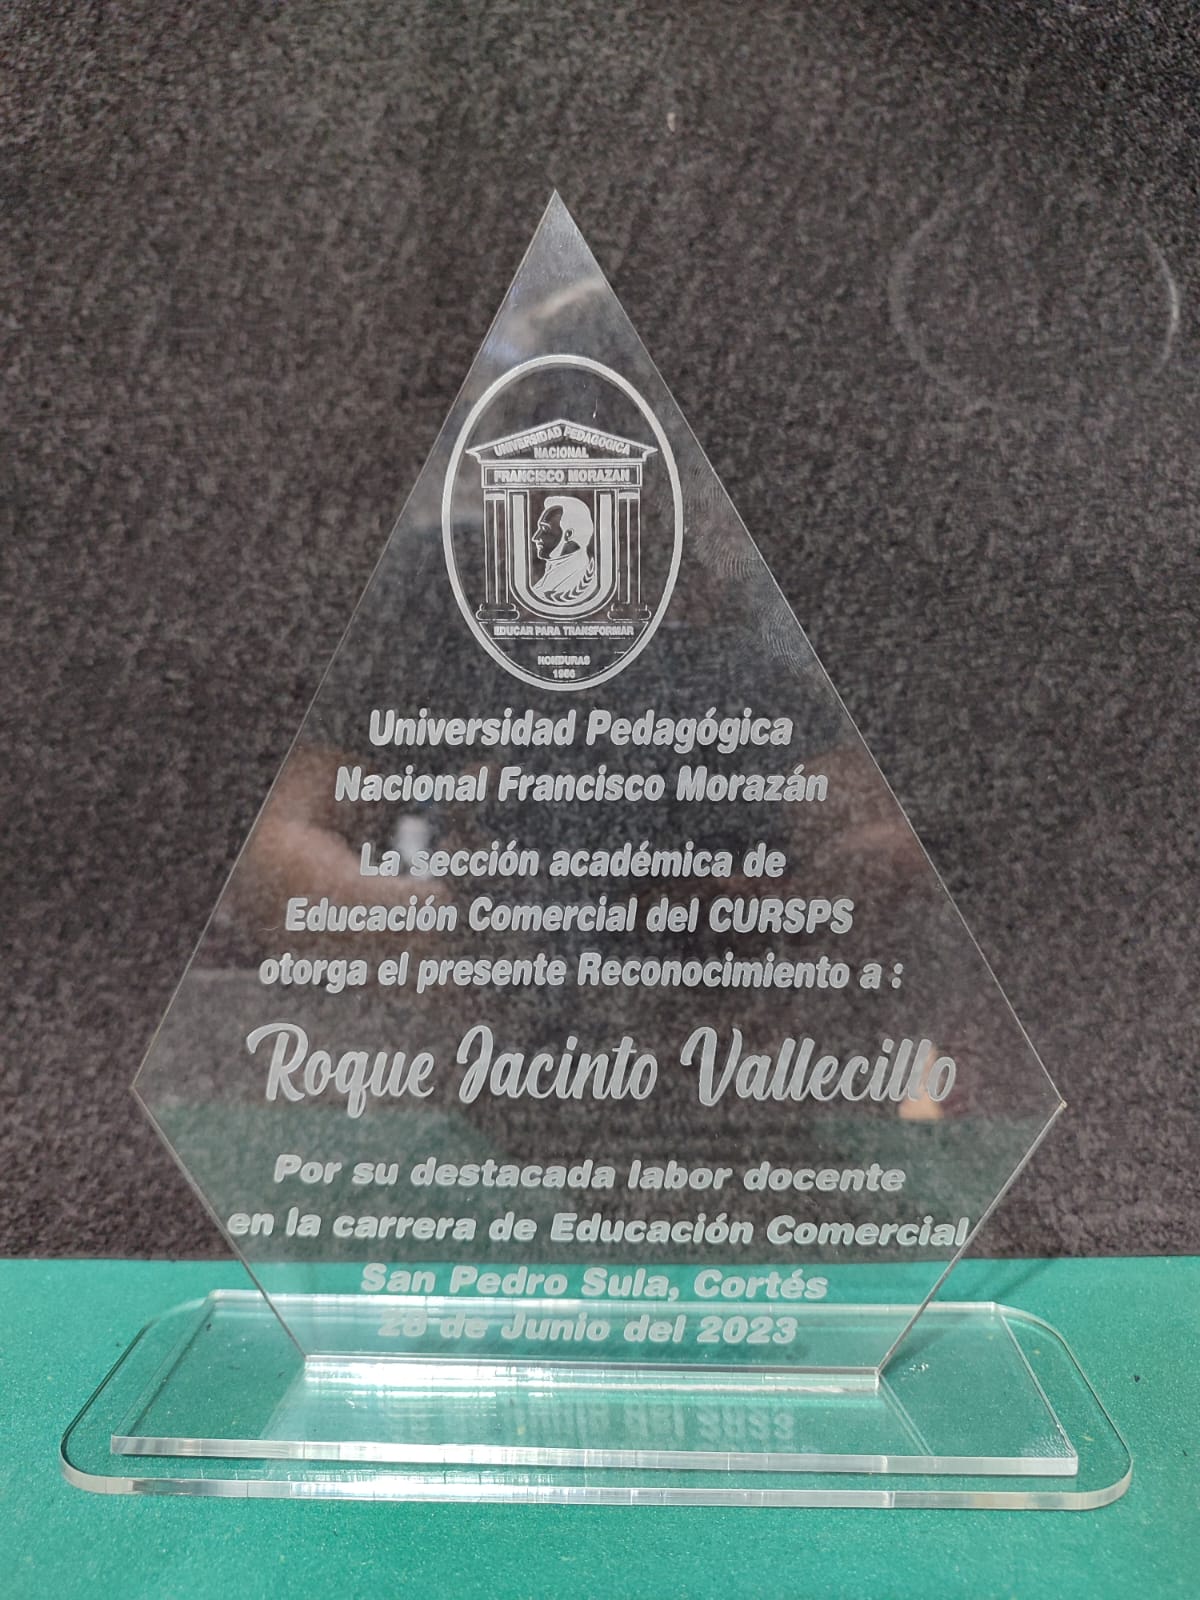 UNIVERSIDAD PEDAGOGICA
NACIONAL
FRANCISCO MORAZAN
EDUCAR PARA TRANSFORMAR
HONDURAS
1956
Universidad Pedagógica
Nacional Francisco Morazán
La sección académica de
Educación Comercial del CURSPS
otorga el presente Reconocimiento a :
Roque Jacinto Vallecillo
Por su destacada labor docente
en la carrera de Educación Comercial
San Pedro Sula, Cortés
28 de Junio del 2023